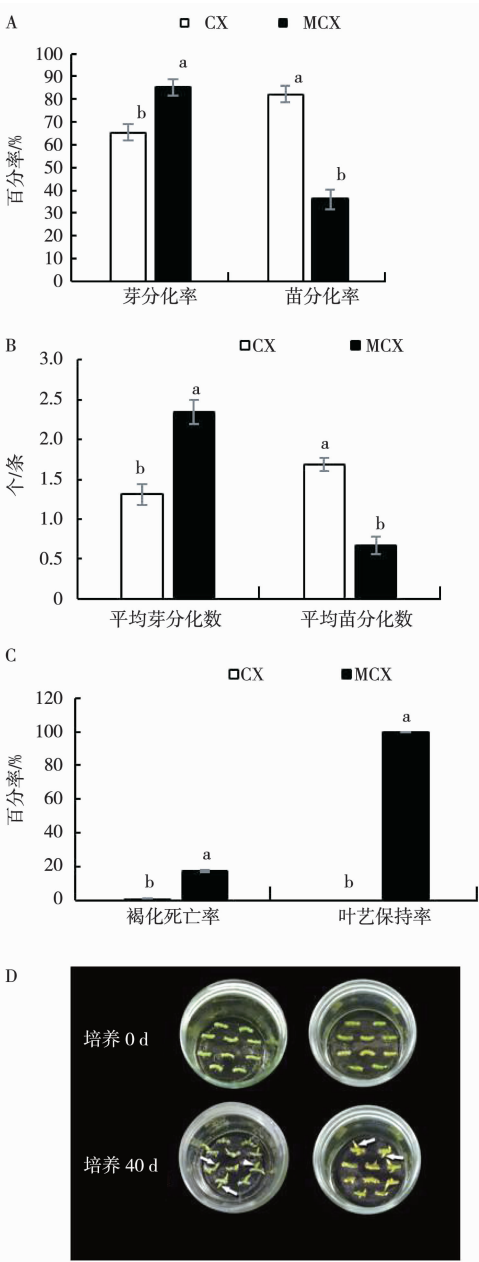 A
CX MCX
百分率/%
100
90
80
70
60
50
40
30
20
10
0
b a a b
芽分化率 苗分化率
B
CX MCX
个/条
3.0
2.5
2.0
1.5
1.0
0.5
0
b a a b
平均芽分化数 平均苗分化数
C
CX MCX
百分率/%
120
100
80
60
40
20
0
b a b a
褐化死亡率 叶艺保持率
D
培养 0 d
培养 40 d